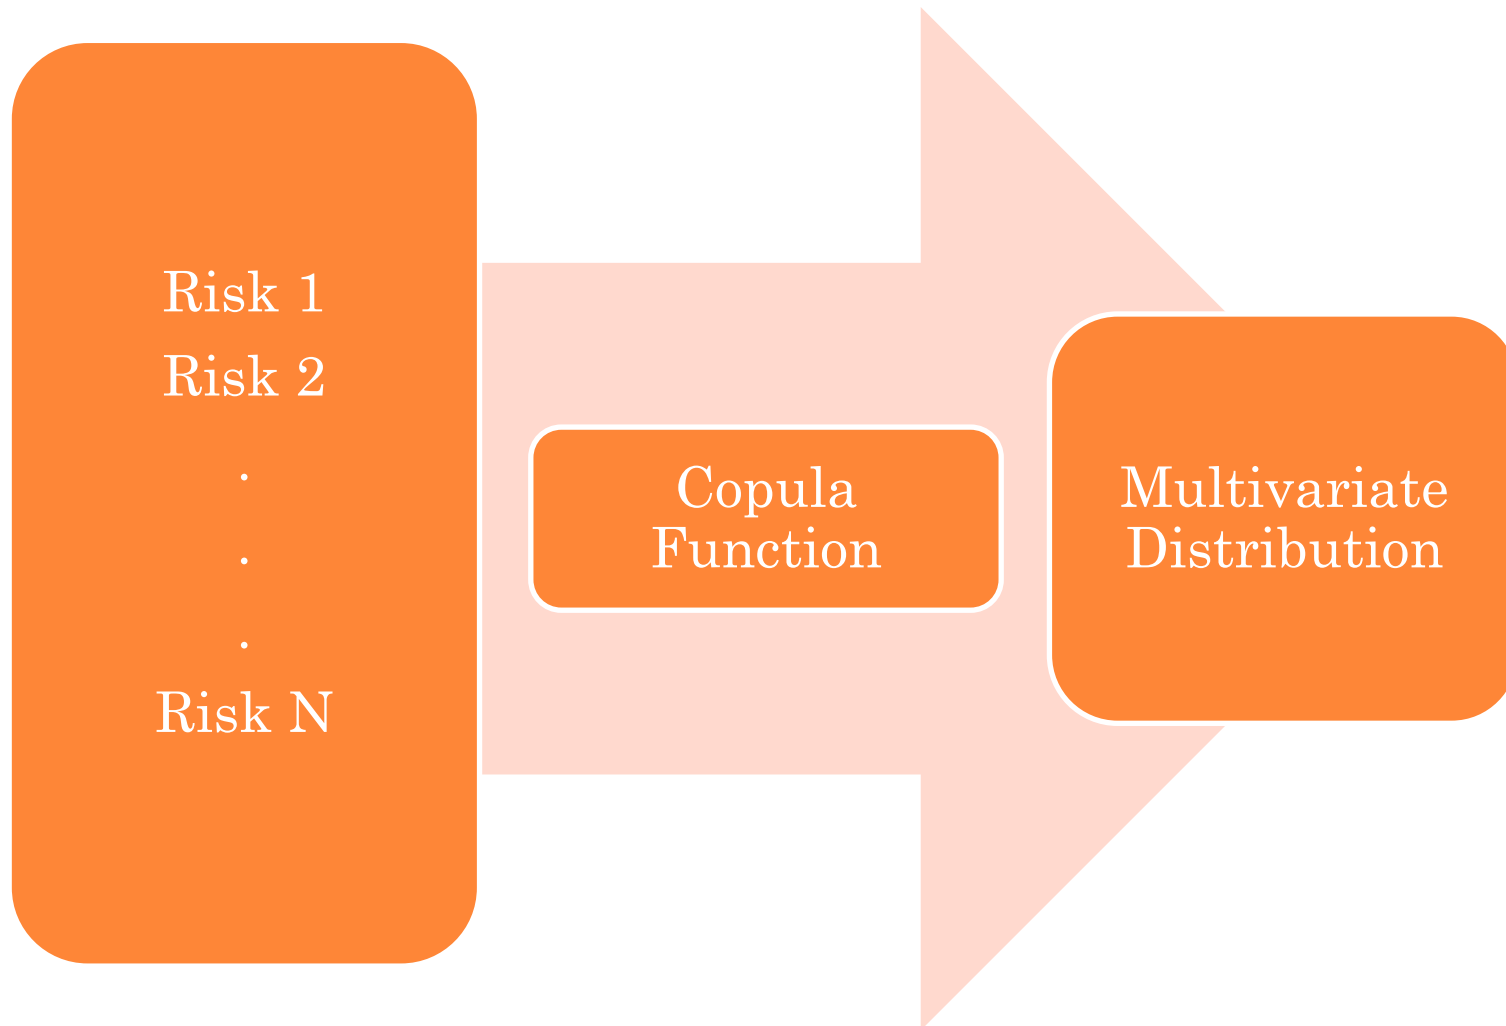 Risk 1
Risk 2
.
.
.
Risk N
Copula
Function
Multivariate
Distribution